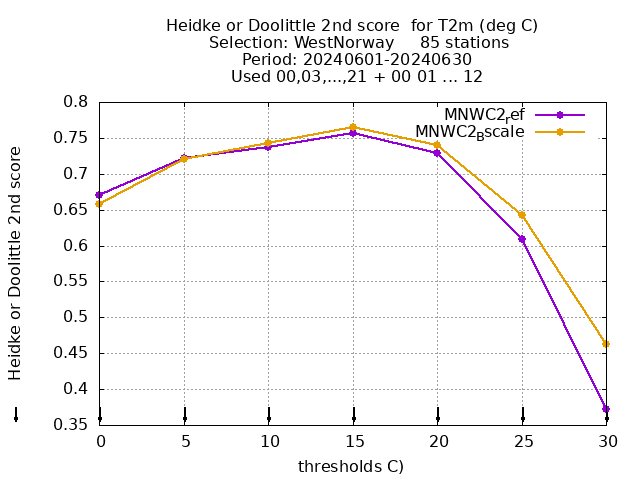 Heidke or Doolittle 2nd score  for T2m (deg C)
Selection: WestNorway     85 stations
Period: 20240601-20240630
Used 00,03,...,21 + 00 01 ... 12
MNWC2ref
MNWC2Bscale
0.8
0.75
0.7
0.65
0.6
0.55
0.5
0.45
0.4
0.35
Heidke or Doolittle 2nd score
0 5 10 15 20 25 30
thresholds C)